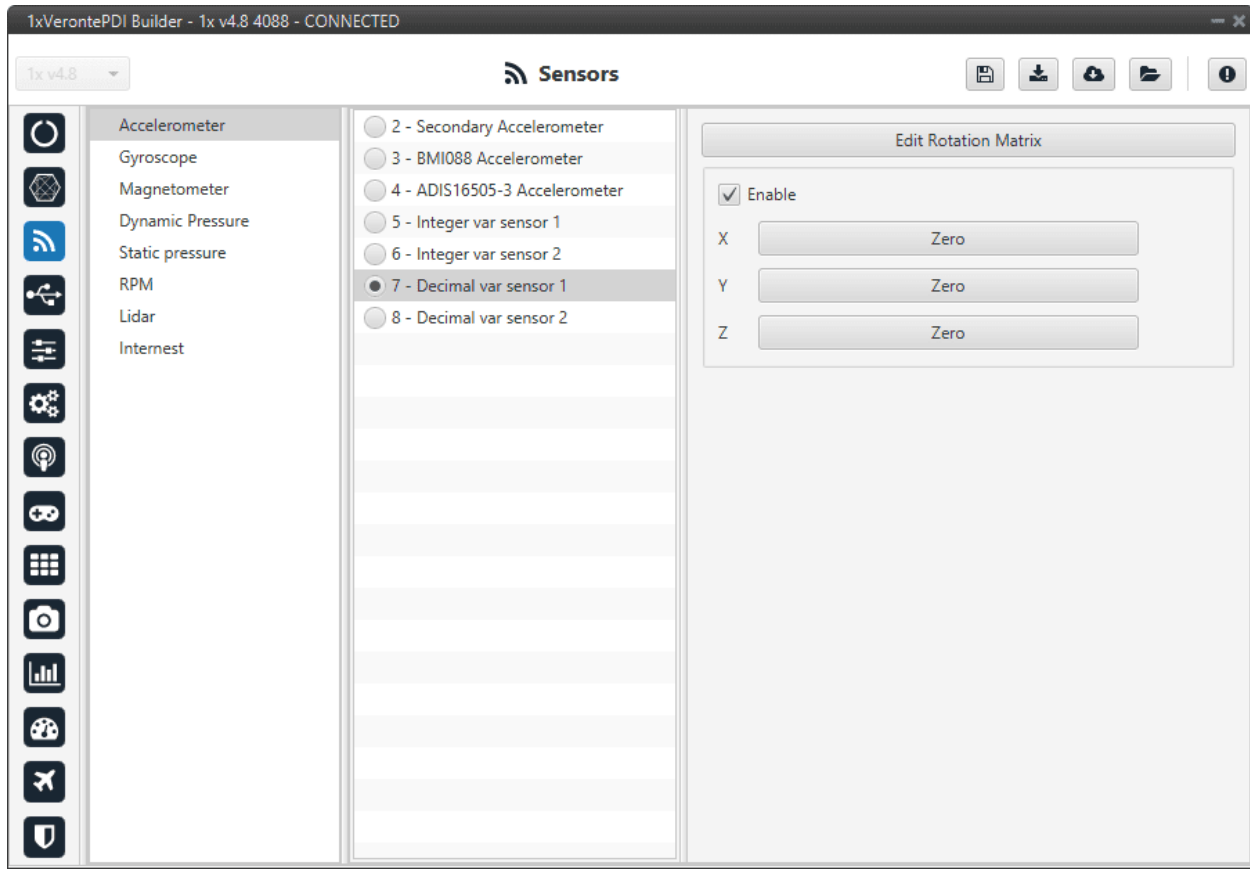 1xVerontePDI Builder - 1x v4.8 4088 - CONNECTED
1x v4.8
Sensors
Accelerometer
Gyroscope
Magnetometer
Dynamic Pressure
Static pressure
RPM
Lidar
Internest
2 - Secondary Accelerometer
3 - BMI088 Accelerometer
4 - ADIS16505-3 Accelerometer
5 - Integer var sensor 1
6 - Integer var sensor 2
7 - Decimal var sensor 1
8 - Decimal var sensor 2
Edit Rotation Matrix
Enable
X Zero
Y Zero
Z Zero